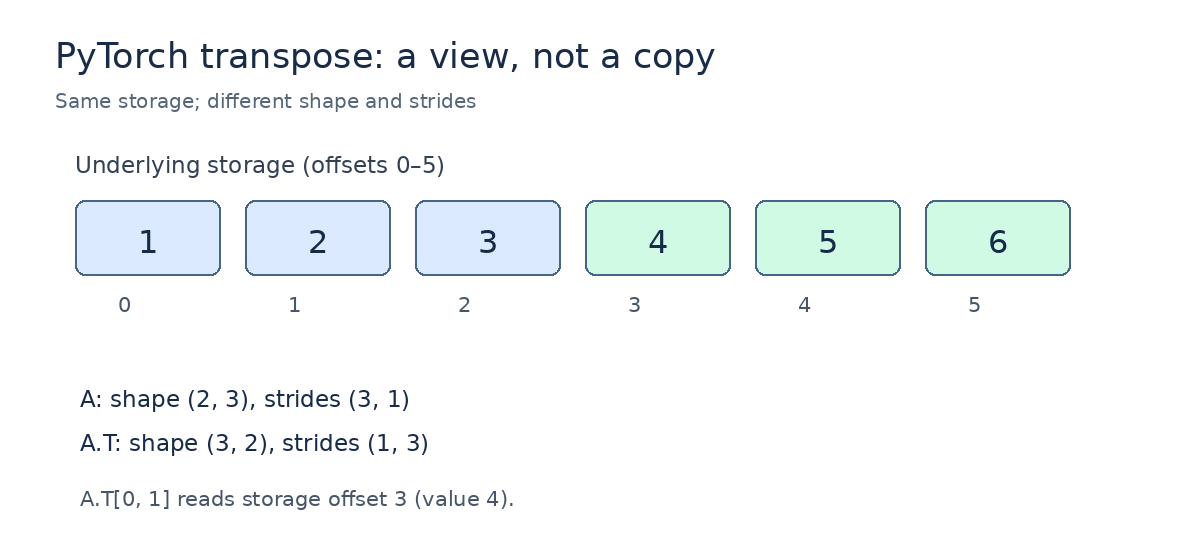 PyTorch transpose: a view, not a copy
Same storage; different shape and strides
Underlying storage (offsets 0–5)
1 2 3 4 5 6
0 1 2 3 4 5
A: shape (2, 3), strides (3, 1)
A.T: shape (3, 2), strides (1, 3)
A.T[0, 1] reads storage offset 3 (value 4).